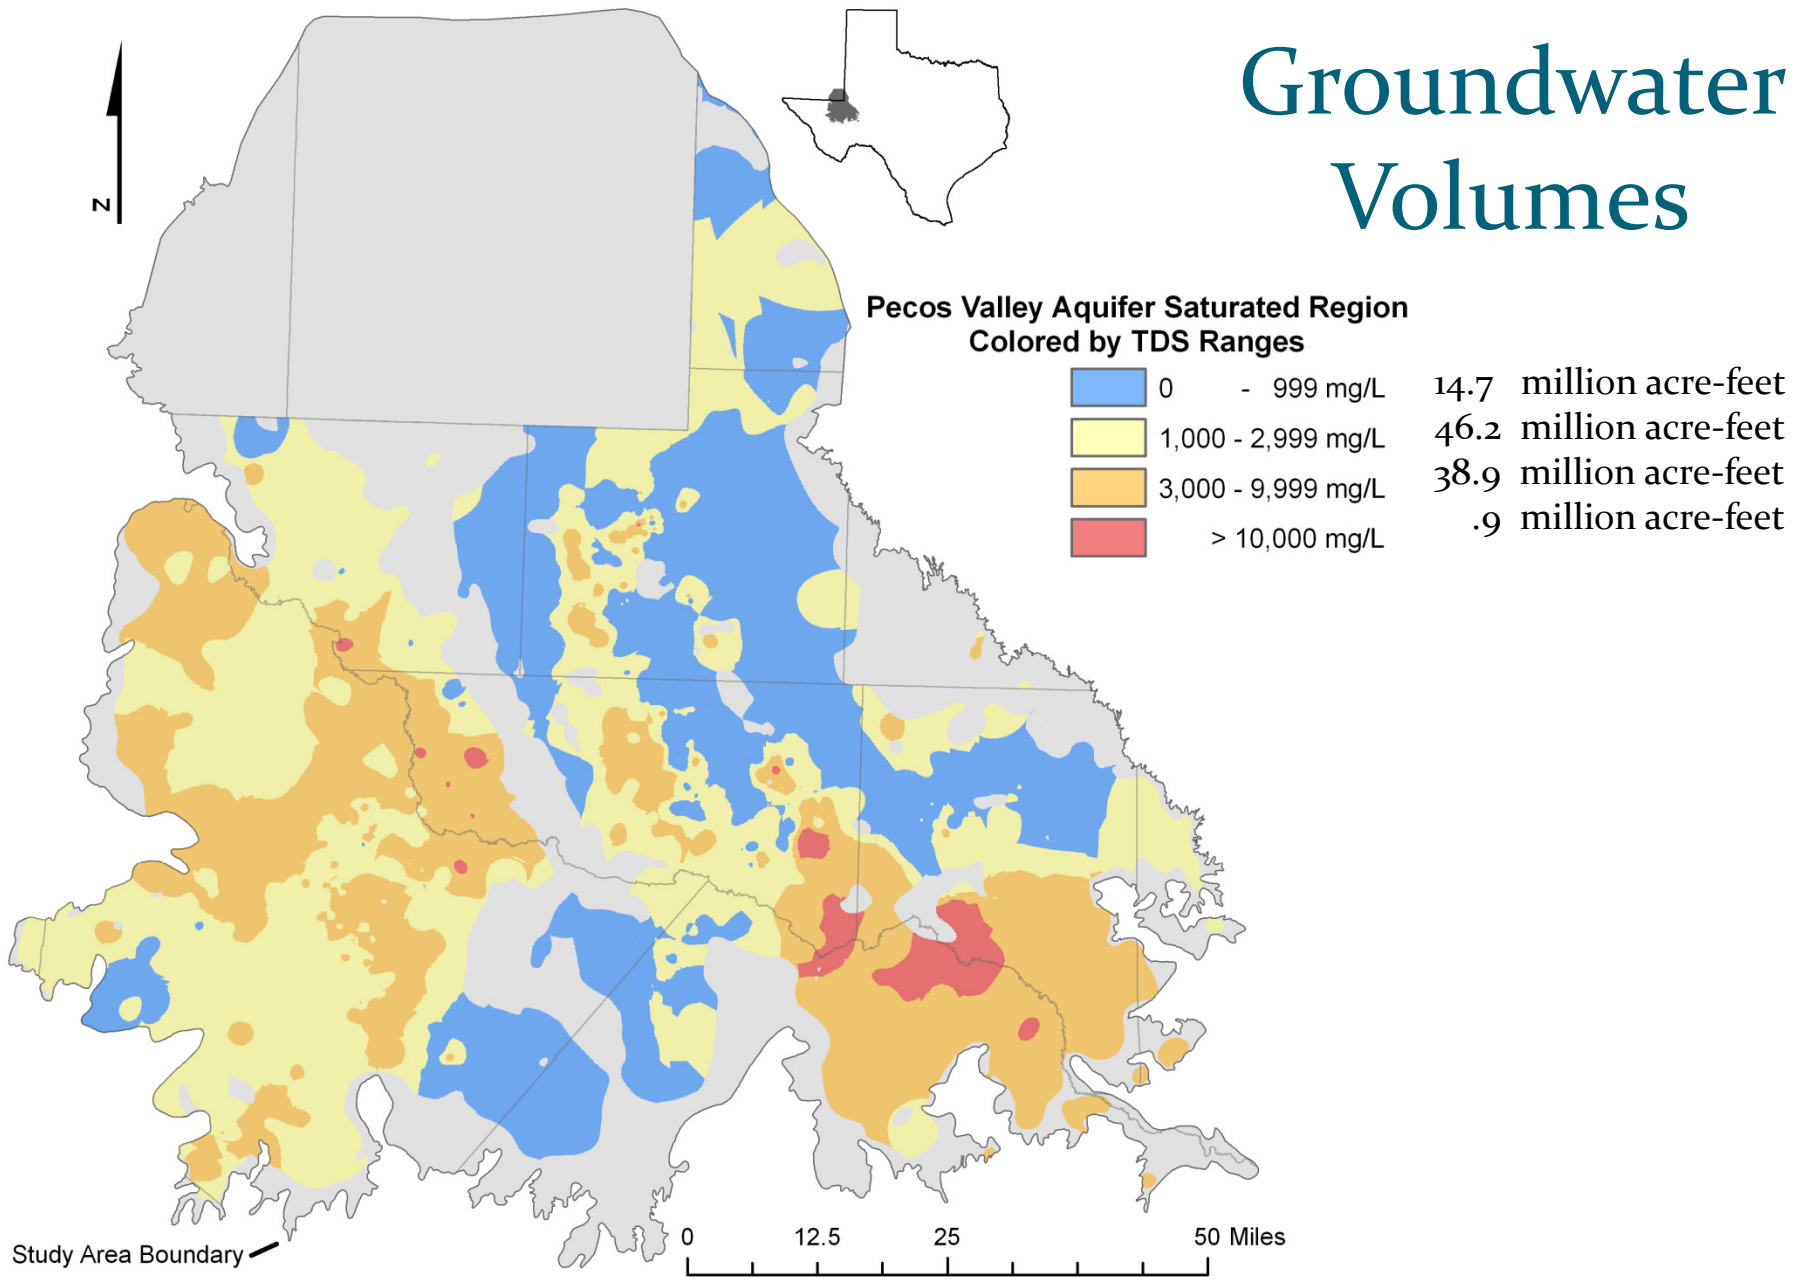 Groundwater
Volumes
N
Pecos Valley Aquifer Saturated Region
Colored by TDS Ranges
0 - 999 mg/L 14.7 million acre-feet
1,000 - 2,999 mg/L 46.2 million acre-feet
3,000 - 9,999 mg/L 38.9 million acre-feet
> 10,000 mg/L .9 million acre-feet
0 12.5 25 50 Miles
Study Area Boundary